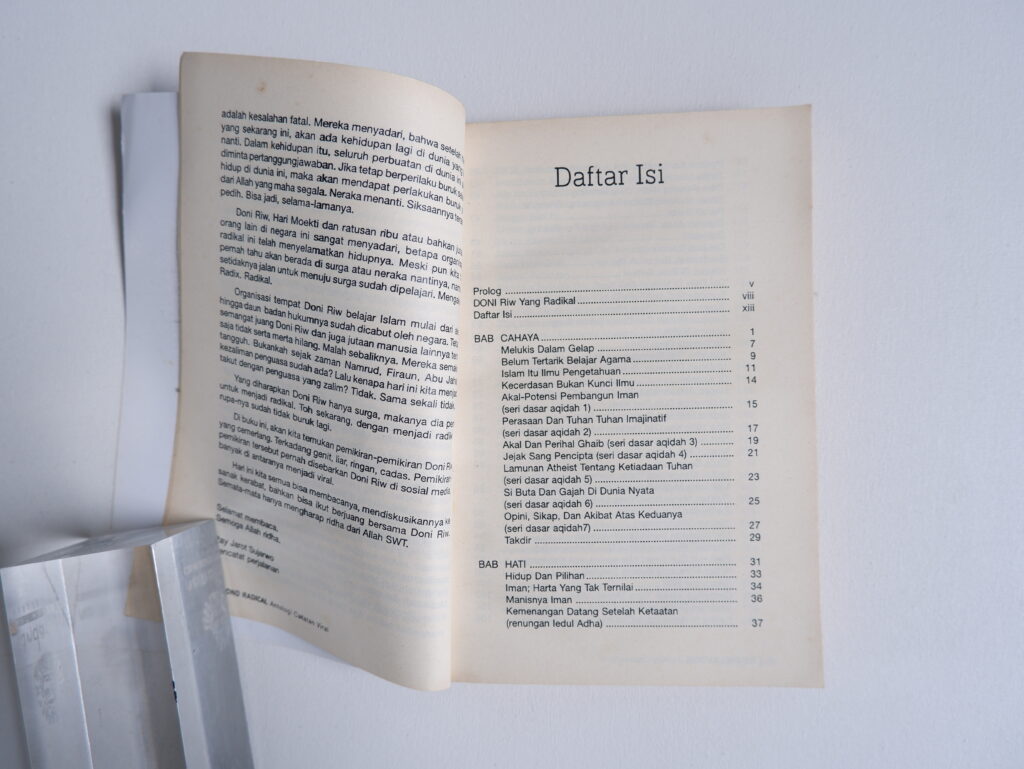 adalah kesalahan fatal. Mereka menyadari, bahwa setelah
yang sekarang ini, akan ada kehidupan lagi di dunia yang
nanti. Dalam kehidupan itu, seluruh perbuatan di dunia ini
diminta pertanggungjawaban. Jika tetap berperilaku buruk
hidup di dunia ini, maka akan mendapat perlakukan buruk
dari Allah yang maha segala. Neraka menanti. Siksaannya
pedih. Bisa jadi, selama-lamanya.
Doni Riw, Hari Moekti dan ratusan ribu atau bahkan
orang lain di negara ini sangat menyadari, betapa
radikal ini telah menyelamatkan hidupnya. Meski pun kita
pernah tahu akan berada di surga atau neraka nantinya,
setidaknya jalan untuk menuju surga sudah dipelajari.
Radix. Radikal.
Organisasi tempat Doni Riw belajar Islam mulai dari
hingga daun badan hukumnya sudah dicabut oleh negara.
semangat juang Doni Riw dan juga jutaan manusia lainnya
saja tidak serta merta hilang. Malah sebaliknya. Mereka
tangguh. Bukankah sejak zaman Namrud, Firaun, Abu
kezaliman penguasa sudah ada? Lalu kenapa hari ini kita
takut dengan penguasa yang zalim? Tidak. Sama sekali tidak.
Yang diharapkan Doni Riw hanya surga, makanya dia
untuk menjadi radikal. Toh sekarang, dengan menjadi
rupa-nya sudah tidak buruk lagi.
Di buku ini, akan kita temukan pemikiran-pemikiran Doni
yang cemerlang. Terkadang genit, liar, ringan, cadas.
pemikiran tersebut pernah disebarkan Doni Riw di sosial media,
banyak di antaranya menjadi viral.
Hari ini kita semua bisa membacanya, mendiskusikannya
sanak kerabat, bahkan bisa ikut berjuang bersama Doni Riw.
Semata-mata hanya mengharap ridha dari Allah SWT.
Selamat membaca,
Semoga Allah ridha,
Jarot Sujarwo
perjalanan
RADICAL Antologi Catatan Viral
Daftar Isi
Prolog ........ v
DONI Riw Yang Radikal ........ viii
Daftar Isi ........ xiii
BAB CAHAYA ........ 1
Melukis Dalam Gelap ........ 7
Belum Tertarik Belajar Agama ........ 9
Islam Itu Ilmu Pengetahuan ........ 11
Kecerdasan Bukan Kunci Ilmu ........ 14
Akal-Potensi Pembangun Iman
(seri dasar aqidah 1) ........ 15
Perasaan Dan Tuhan Tuhan Imajinatif
(seri dasar aqidah 2) ........ 17
Akal Dan Perihal Ghaib (seri dasar aqidah 3) ........ 19
Jejak Sang Pencipta (seri dasar aqidah 4) ........ 21
Lamunan Atheist Tentang Ketiadaan Tuhan
(seri dasar aqidah 5) ........ 23
Si Buta Dan Gajah Di Dunia Nyata
(seri dasar aqidah 6) ........ 25
Opini, Sikap, Dan Akibat Atas Keduanya
(seri dasar aqidah7) ........ 27
Takdir ........ 29
BAB HATI ........ 31
Hidup Dan Pilihan ........ 33
Iman; Harta Yang Tak Ternilai ........ 34
Manisnya Iman ........ 36
Kemenangan Datang Setelah Ketaatan
(renungan Iedul Adha) ........ 37